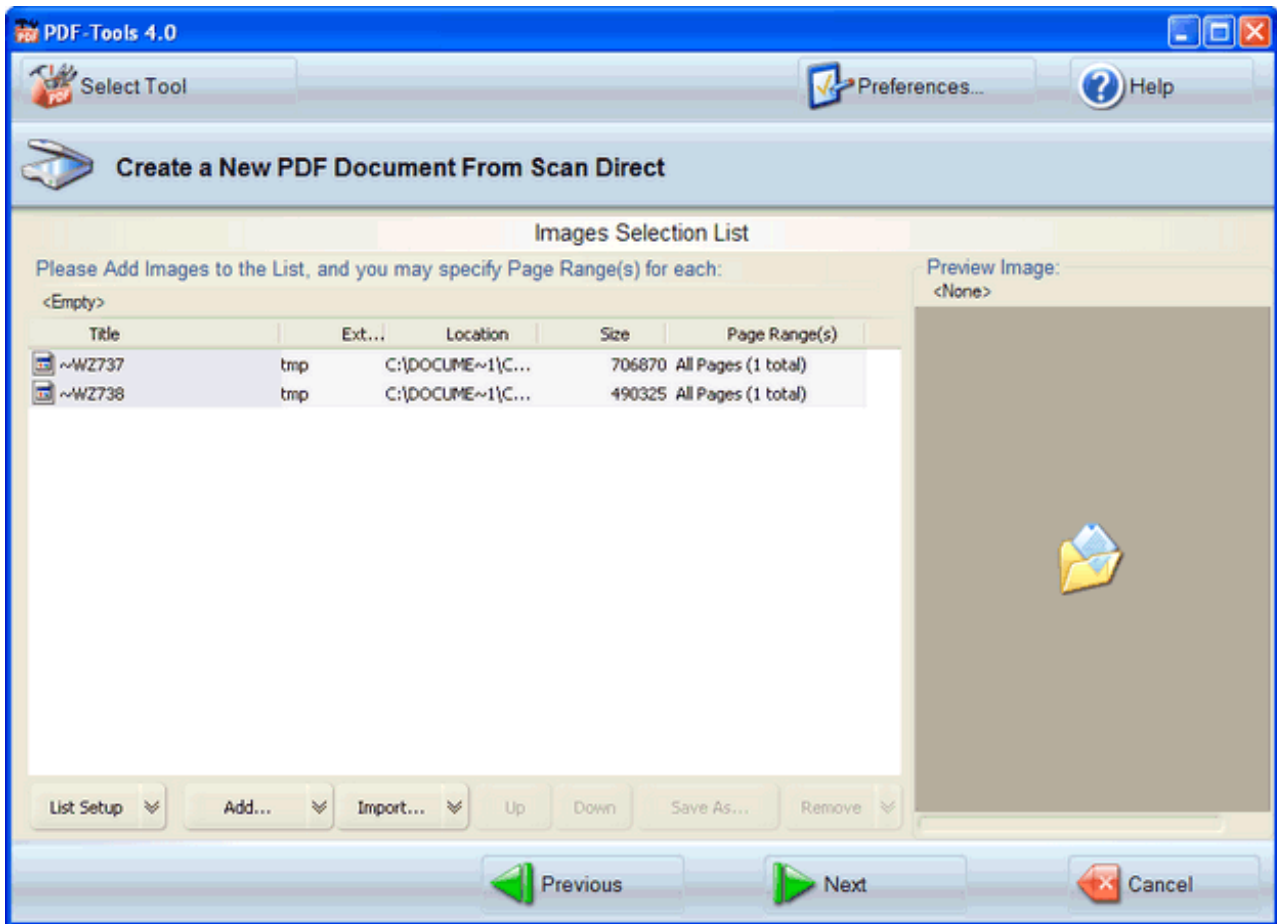 PDF-Tools 4.0
Select Tool
Preferences...
Help
Create a New PDF Document From Scan Direct
Images Selection List
Please Add Images to the List, and you may specify Page Range(s) for each:
Preview Image:
<Empty>
<None>
Title Ext... Location Size Page Range(s)
~WZ737 tmp C:\DOCUME~1\C... 706870 All Pages (1 total)
~WZ738 tmp C:\DOCUME~1\C... 490325 All Pages (1 total)
List Setup Add... Import... Up Down Save As... Remove
Previous Next Cancel